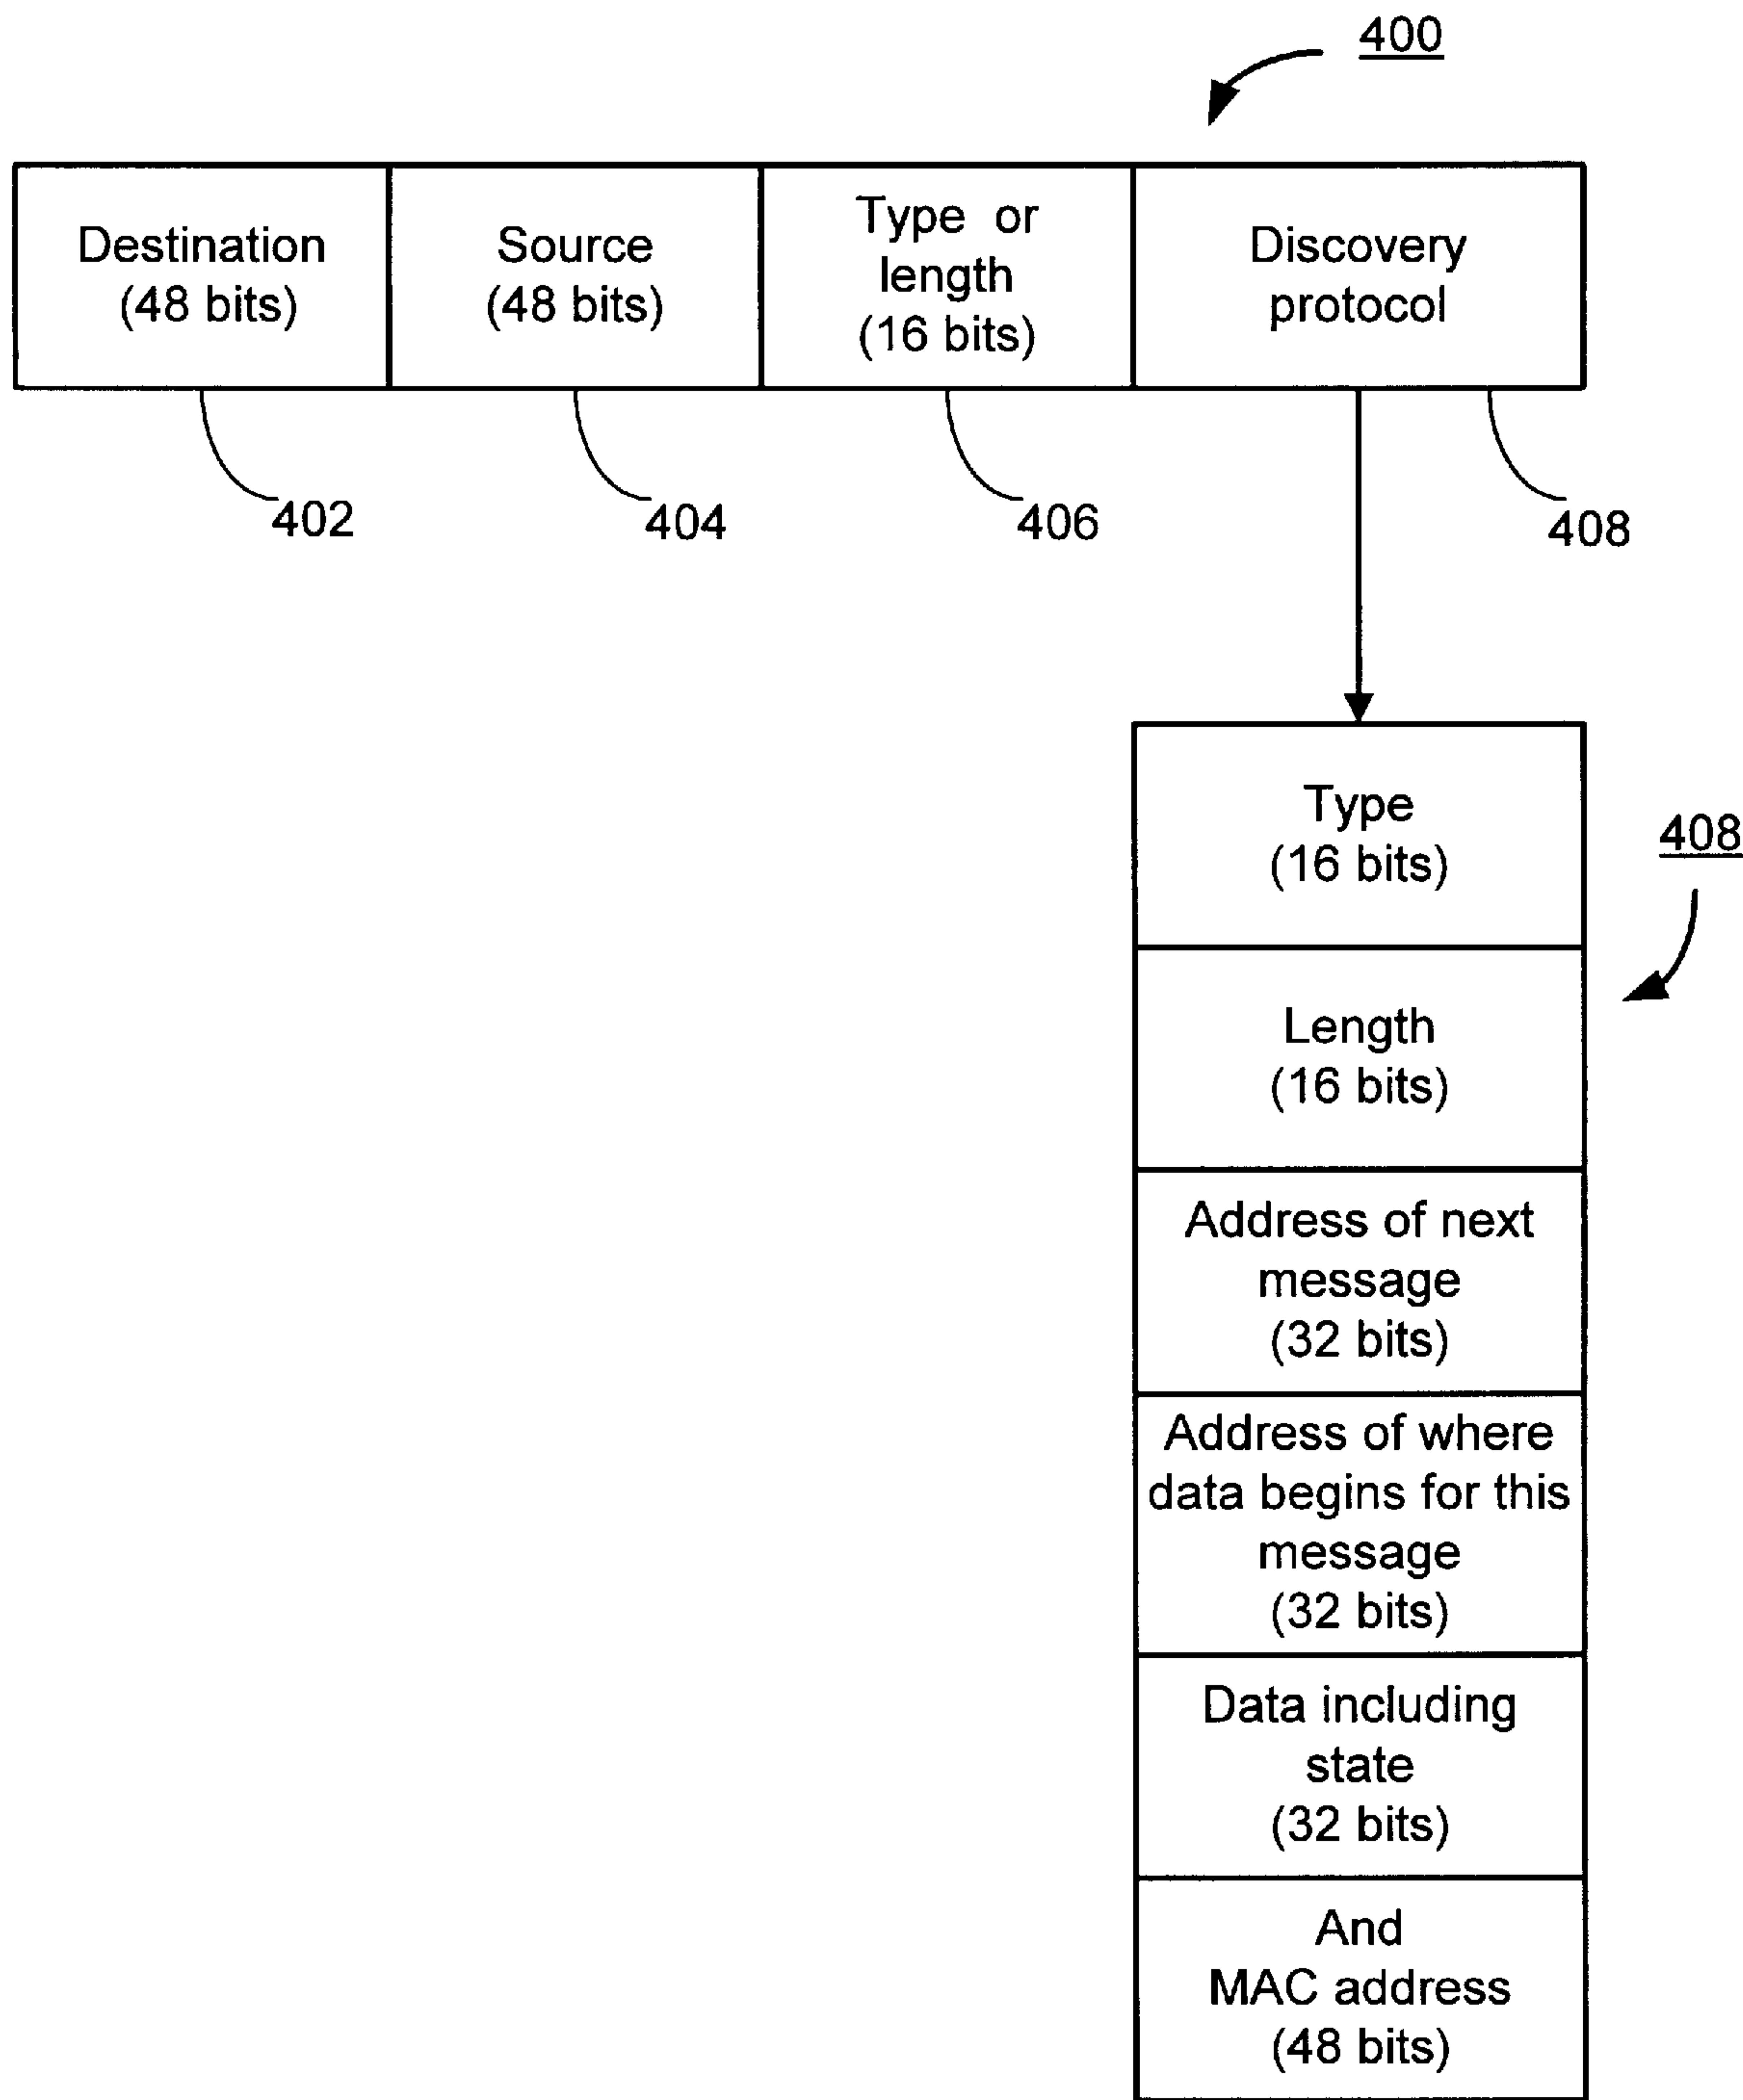 400
Destination
(48 bits)
Source
(48 bits)
Type or
length
(16 bits)
Discovery
protocol
402
404
406
408
Type
(16 bits)
408
Length
(16 bits)
Address of next
message
(32 bits)
Address of where
data begins for this
message
(32 bits)
Data including
state
(32 bits)
And
MAC address
(48 bits)